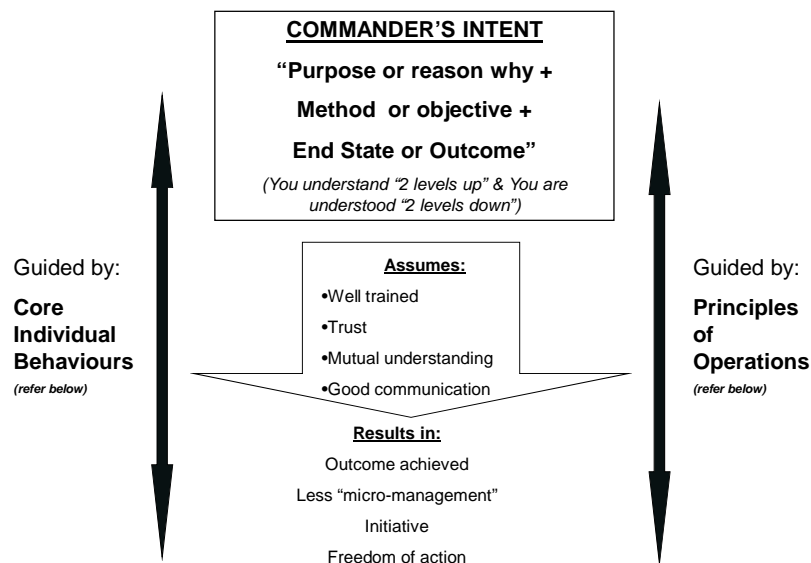 COMMANDER'S INTENT
“Purpose or reason why +
Method or objective +
End State or Outcome”
(You understand “2 levels up” & You are
understood “2 levels down”)
Guided by:
Core
Individual
Behaviours
(refer below)
Assumes:
•Well trained
•Trust
•Mutual understanding
•Good communication
Guided by:
Principles
of
Operations
(refer below)
Results in:
Outcome achieved
Less “micro-management”
Initiative
Freedom of action